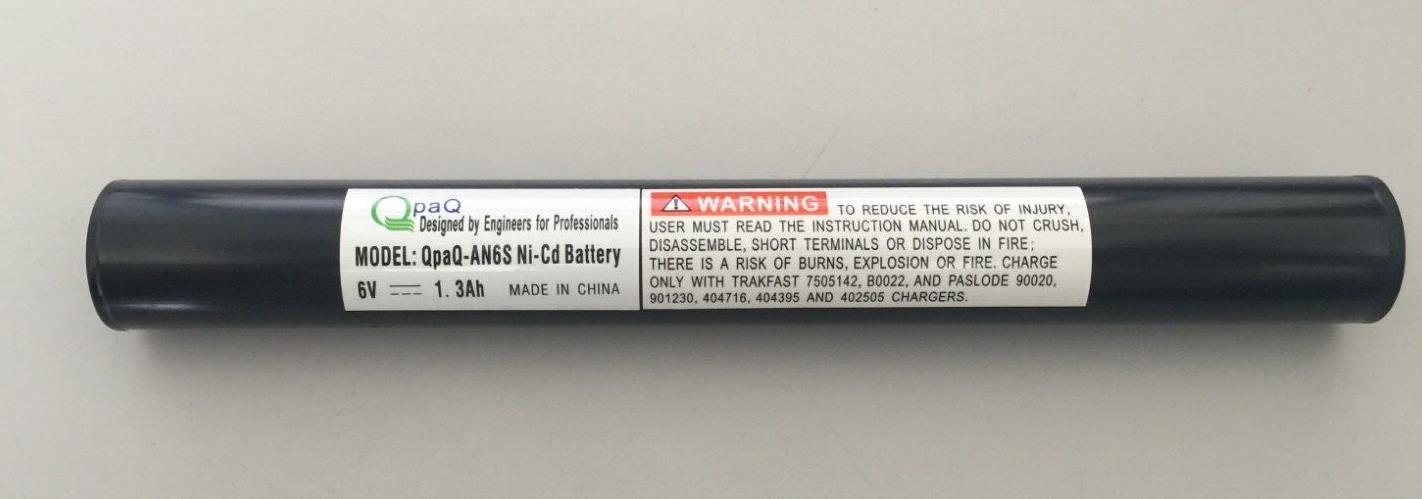 QpaQ
Designed by Engineers for Professionals
MODEL: QpaQ-AN6S Ni-Cd Battery
6V 1.3Ah MADE IN CHINA
WARNING TO REDUCE THE RISK OF INJURY,
USER MUST READ THE INSTRUCTION MANUAL. DO NOT CRUSH,
DISASSEMBLE, SHORT TERMINALS OR DISPOSE IN FIRE;
THERE IS A RISK OF BURNS, EXPLOSION OR FIRE. CHARGE
ONLY WITH TRAKFAST 7505142, B0022, AND PASLODE 90020,
901230, 404716, 404395 AND 402505 CHARGERS.